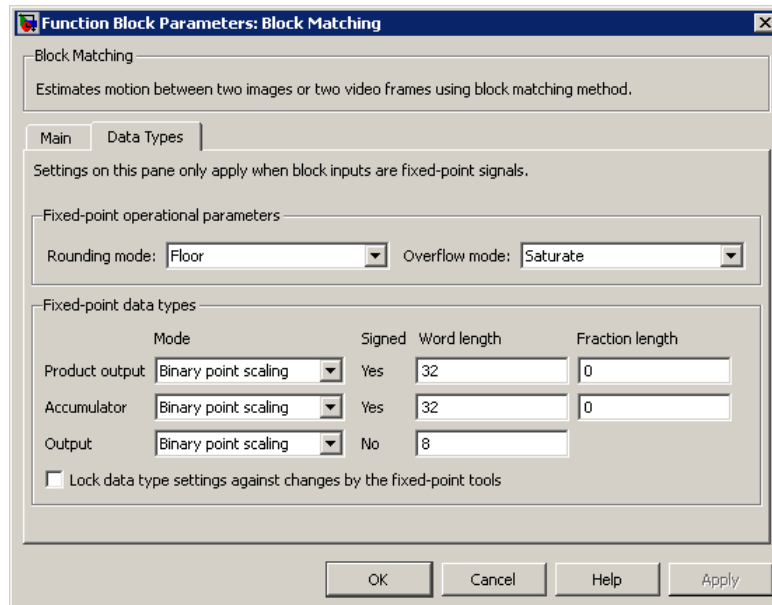 Function Block Parameters: Block Matching
Block Matching
Estimates motion between two images or two video frames using block matching method.
Main Data Types
Settings on this pane only apply when block inputs are fixed-point signals.
Fixed-point operational parameters
Rounding mode: Floor Overflow mode: Saturate
Fixed-point data types
Mode Signed Word length Fraction length
Product output Binary point scaling Yes 32 0
Accumulator Binary point scaling Yes 32 0
Output Binary point scaling No 8
Lock data type settings against changes by the fixed-point tools
OK Cancel Help Apply